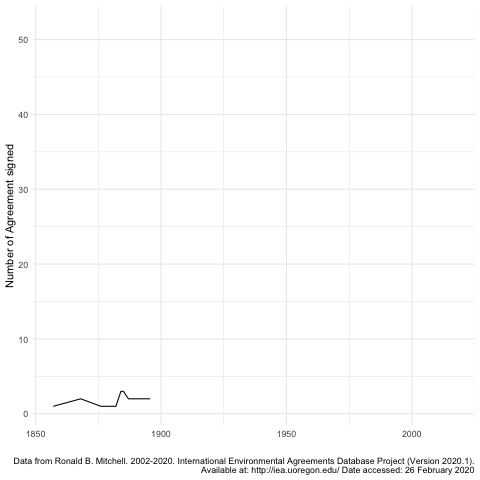 Number of Agreement signed
50
40
30
20
10
0
1850 1900 1950 2000
Data from Ronald B. Mitchell. 2002-2020. International Environmental Agreements Database Project (Version 2020.1).
Available at: http://iea.uoregon.edu/ Date accessed: 26 February 2020